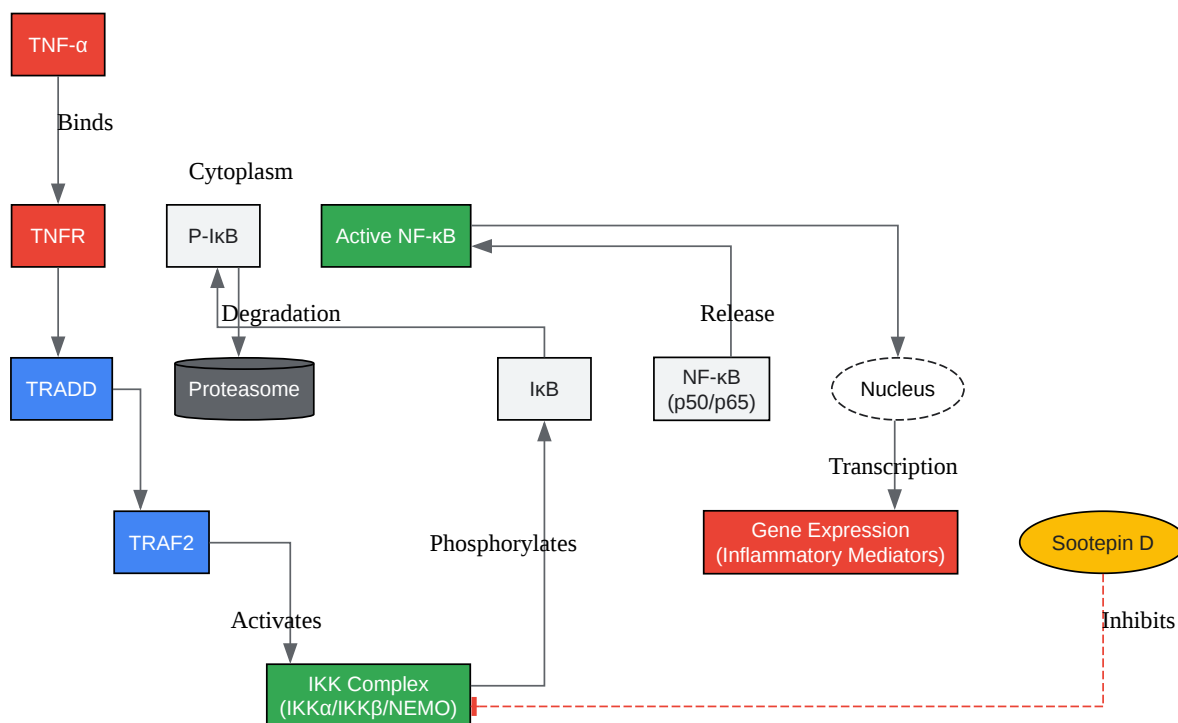 TNF-α
Binds
Cytoplasm
TNFR
P-IκB
Active NF-κB
Degradation
Release
TRADD
Proteasome
IκB
NF-κB
(p50/p65)
Nucleus
Transcription
TRAF2
Phosphorylates
Gene Expression
(Inflammatory Mediators)
Sootepin D
Activates
Inhibits
IKK Complex
(IKKα/IKKβ/NEMO)